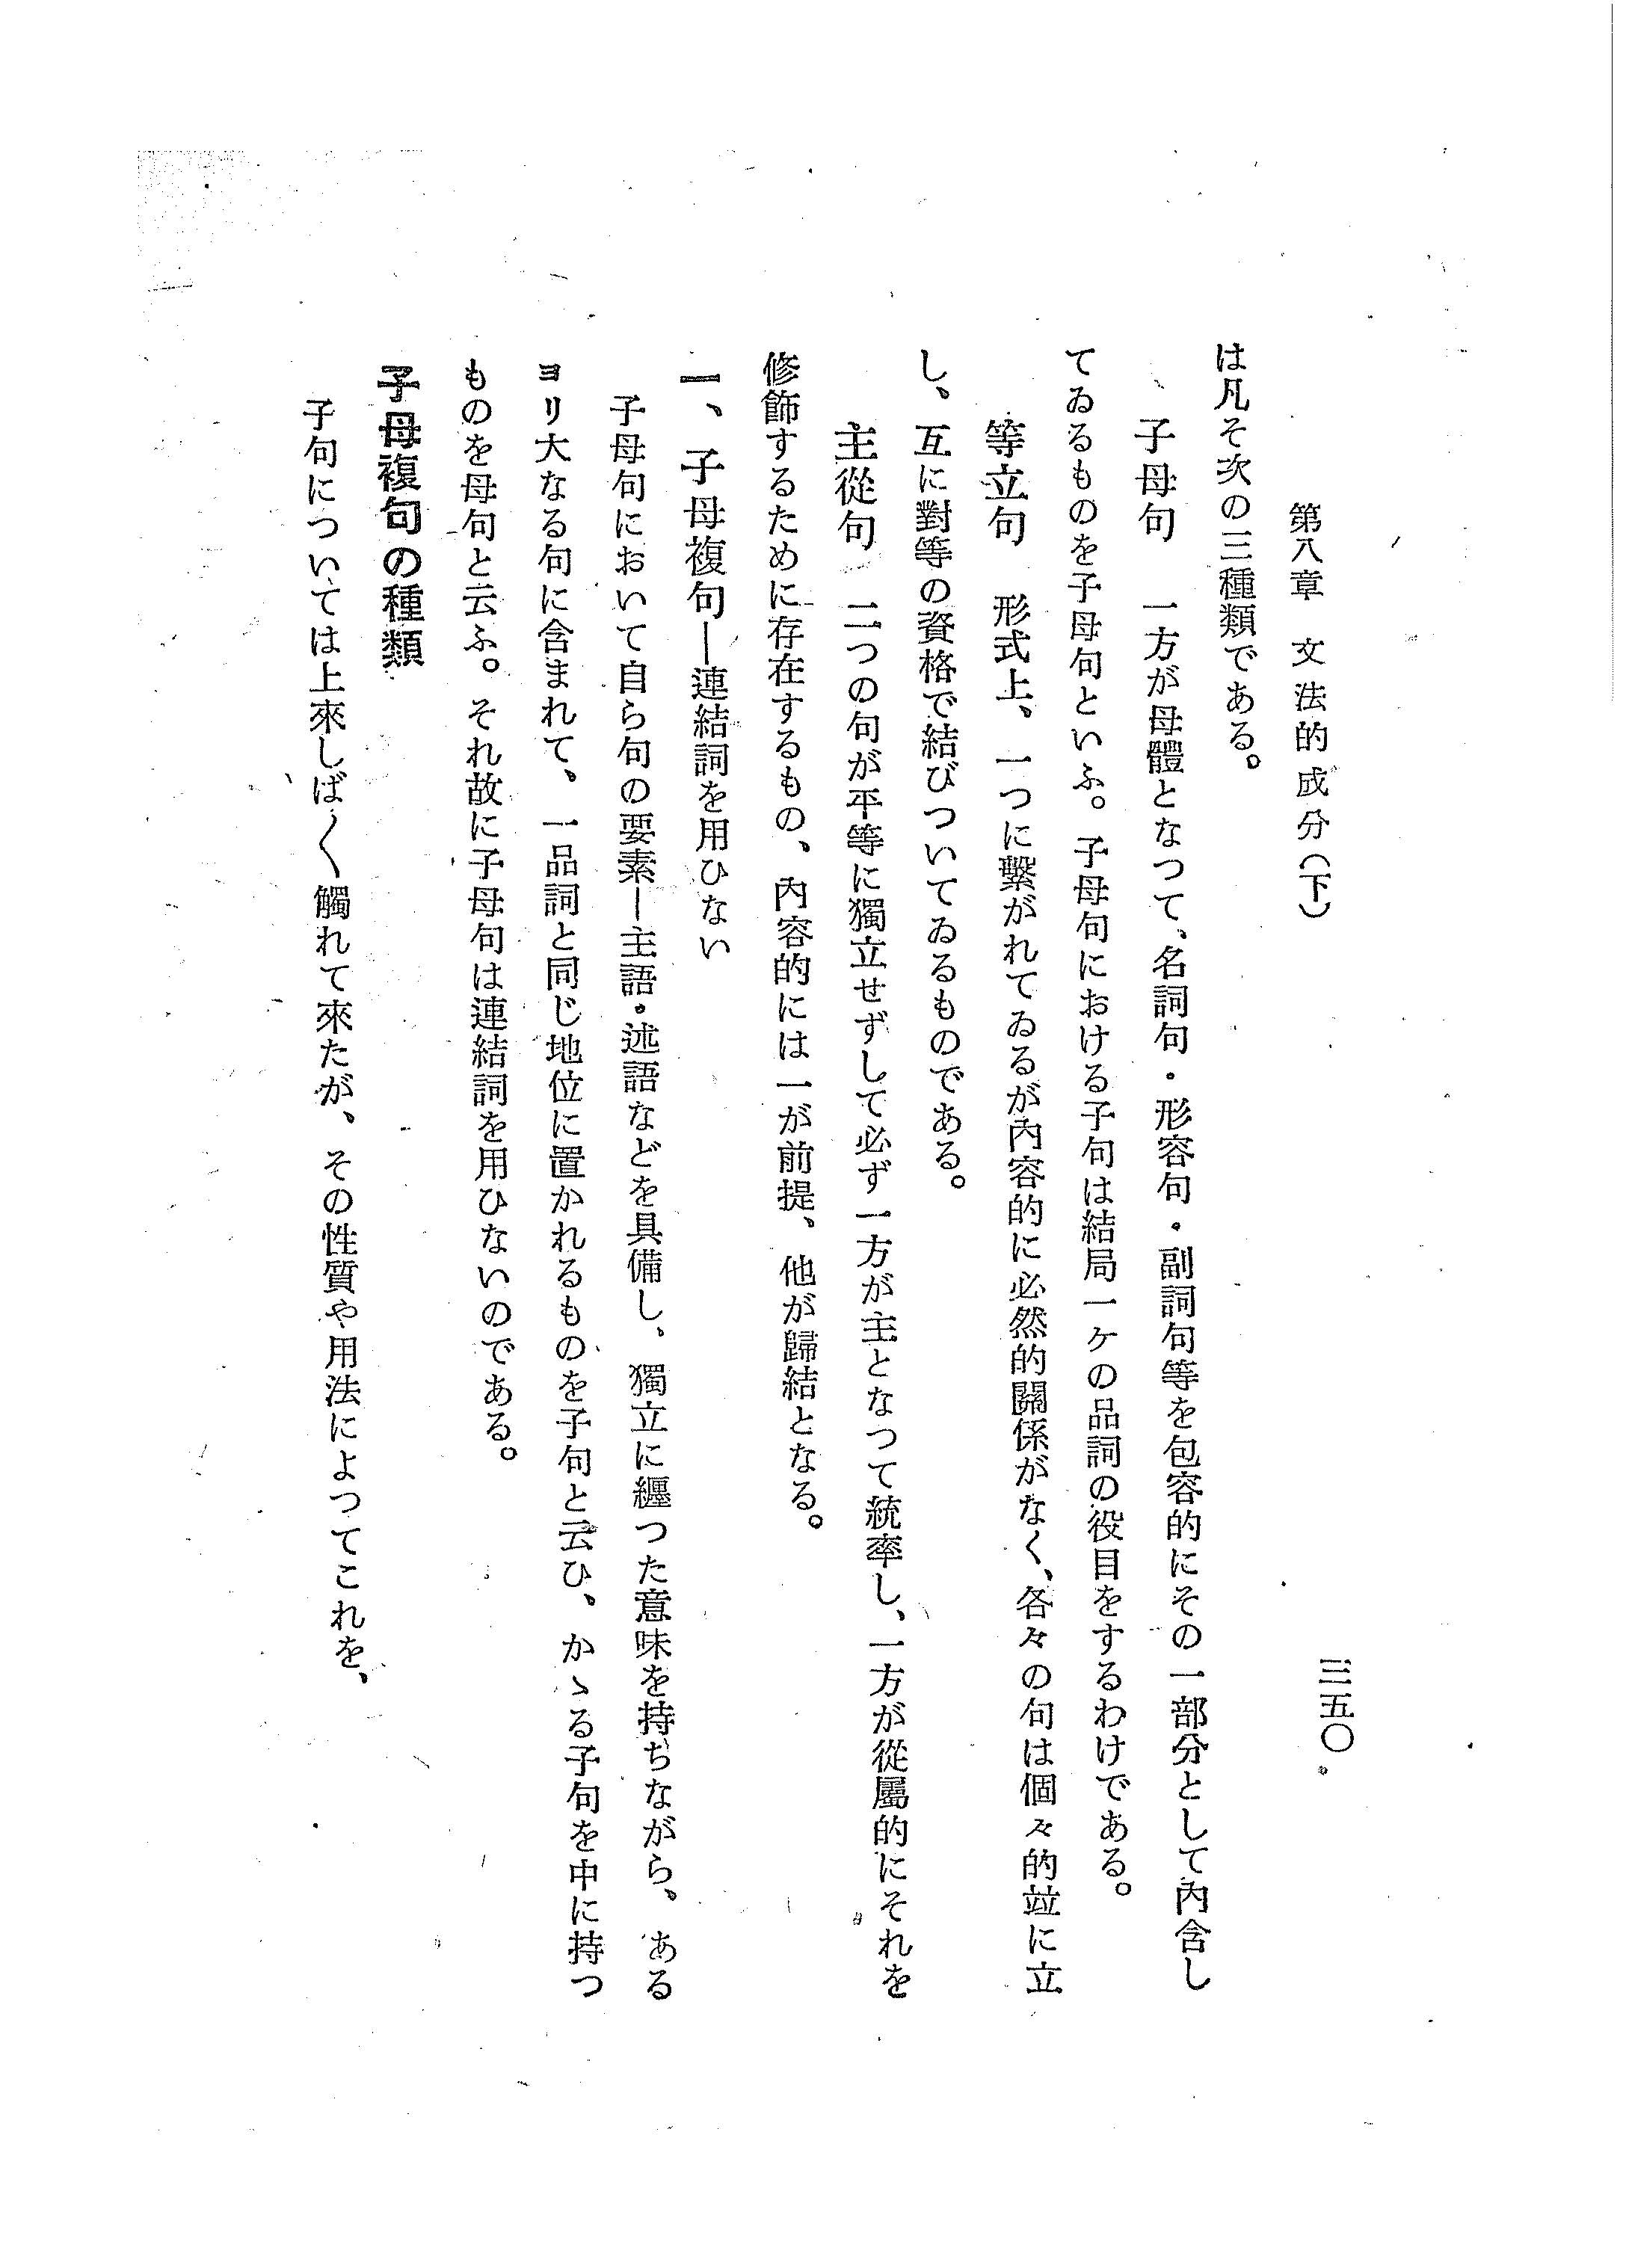 第八章　文法的成分（下）
三五〇
は凡そ次の三種類である。
子母句　一方が母體となつて、名詞句・形容句・副詞句等を包容的にその一部分として內含し
てゐるものを子母句といふ。子母句における子句は結局一ヶの品詞の役目をするわけである。
等立句　形式上、一つに繫がれてゐるが內容的に必然的關係がなく、各々の句は個々的竝に立
し、互に對等の資格で結びついてゐるものである。
主從句　二つの句が平等に獨立せずして必ず一方が主となつて統率し、一方が從屬的にそれを
修飾するために存在するもの、內容的には一が前提、他が歸結となる。
一、子母複句―連結詞を用ひない
子母句において自ら句の要素―主語・述語などを具備し、獨立に纒つた意味を持ちながら、ある
ヨリ大なる句に含まれて、一品詞と同じ地位に置かれるものを子句と云ひ、かゝる子句を中に持つ
ものを母句と云ふ。それ故に子母句は連結詞を用ひないのである。
子母複句の種類
子句については上來しば〱觸れて來たが、その性質や用法によつてこれを、